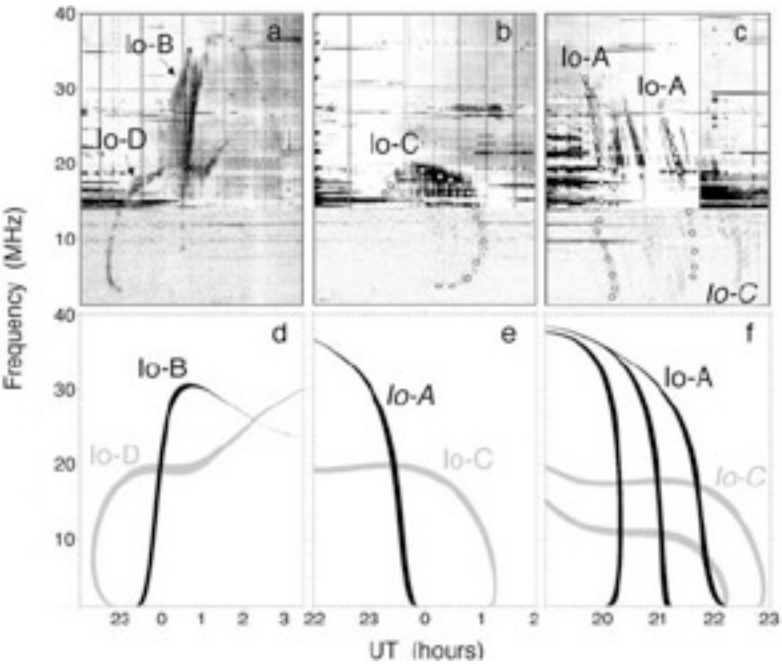 40
30
20
10
Frequency (MHz)
a
Io-B
Io-D
b
Io-C
c
Io-A
Io-A
Io-C
40
30
20
10
d
Io-B
Io-D
e
Io-A
Io-C
f
Io-A
Io-C
23 0 1 2 3
22 23 0 1 2
20 21 22 23
UT (hours)